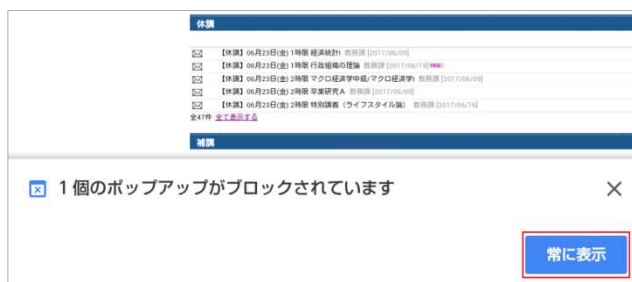 休講
【休講】06月23日(金) 1時限 経済統計I 教務課 [2017/06/09]
【休講】06月23日(金) 1時限 行政組織の理論 教務課 [2017/06/19]
【休講】06月23日(金) 2時限 マクロ経済学中級/マクロ経済学I 教務課 [2017/06/09]
【休講】06月23日(金) 2時限 卒業研究A 教務課 [2017/06/09]
【休講】06月23日(金) 2時限 特別講義（ライフスタイル論） 教務課 [2017/06/16]
全47件 全て表示する
補講
1個のポップアップがブロックされています
常に表示